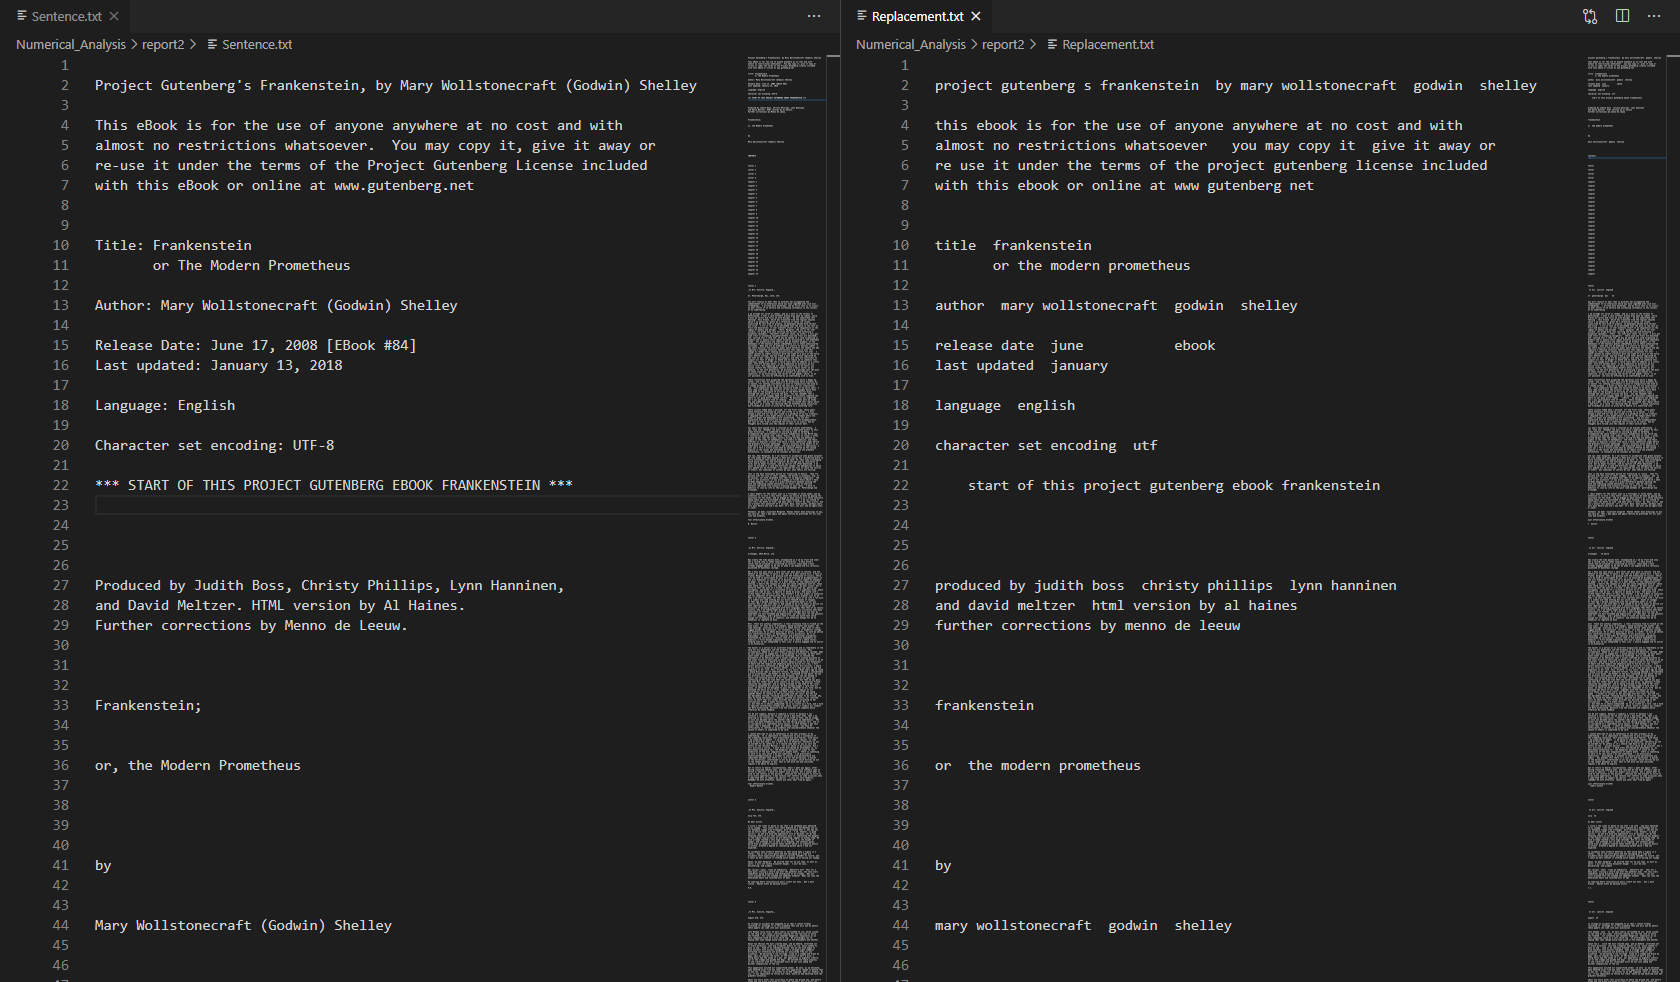 Sentence.txt
Numerical_Analysis > report2 > Sentence.txt
1
2 Project Gutenberg's Frankenstein, by Mary Wollstonecraft (Godwin) Shelley
3
4 This eBook is for the use of anyone anywhere at no cost and with
5 almost no restrictions whatsoever.  You may copy it, give it away or
6 re-use it under the terms of the Project Gutenberg License included
7 with this eBook or online at www.gutenberg.net
8
9
10 Title: Frankenstein
11        or The Modern Prometheus
12
13 Author: Mary Wollstonecraft (Godwin) Shelley
14
15 Release Date: June 17, 2008 [EBook #84]
16 Last updated: January 13, 2018
17
18 Language: English
19
20 Character set encoding: UTF-8
21
22 *** START OF THIS PROJECT GUTENBERG EBOOK FRANKENSTEIN ***
23
24
25
26
27 Produced by Judith Boss, Christy Phillips, Lynn Hanninen,
28 and David Meltzer. HTML version by Al Haines.
29 Further corrections by Menno de Leeuw.
30
31
32
33 Frankenstein;
34
35
36 or, the Modern Prometheus
37
38
39
40
41 by
42
43
44 Mary Wollstonecraft (Godwin) Shelley
45
46
Replacement.txt
Numerical_Analysis > report2 > Replacement.txt
1
2 project gutenberg s frankenstein  by mary wollstonecraft  godwin  shelley
3
4 this ebook is for the use of anyone anywhere at no cost and with
5 almost no restrictions whatsoever   you may copy it  give it away or
6 re use it under the terms of the project gutenberg license included
7 with this ebook or online at www gutenberg net
8
9
10 title  frankenstein
11        or the modern prometheus
12
13 author  mary wollstonecraft  godwin  shelley
14
15 release date  june           ebook
16 last updated  january
17
18 language  english
19
20 character set encoding  utf
21
22     start of this project gutenberg ebook frankenstein
23
24
25
26
27 produced by judith boss  christy phillips  lynn hanninen
28 and david meltzer  html version by al haines
29 further corrections by menno de leeuw
30
31
32
33 frankenstein
34
35
36 or  the modern prometheus
37
38
39
40
41 by
42
43
44 mary wollstonecraft  godwin  shelley
45
46